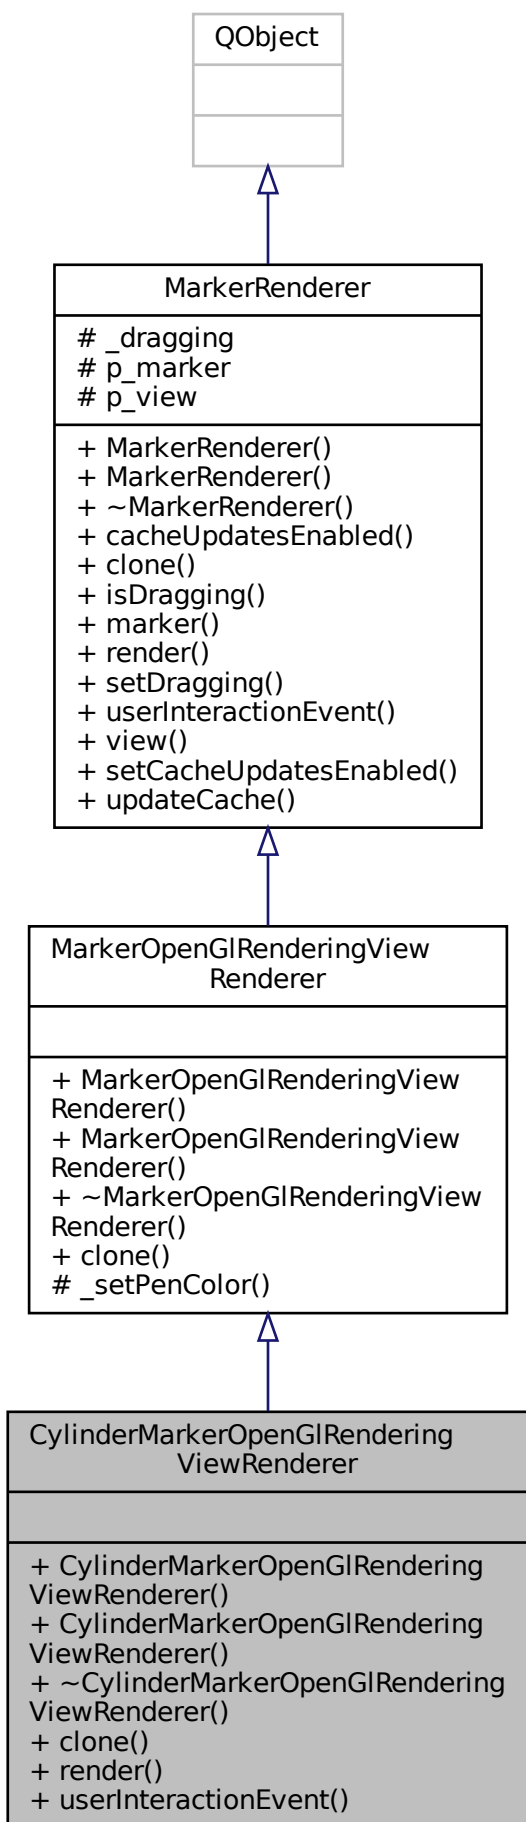 QObject
MarkerRenderer
# _dragging
# p_marker
# p_view
+ MarkerRenderer()
+ MarkerRenderer()
+ ~MarkerRenderer()
+ cacheUpdatesEnabled()
+ clone()
+ isDragging()
+ marker()
+ render()
+ setDragging()
+ userInteractionEvent()
+ view()
+ setCacheUpdatesEnabled()
+ updateCache()
MarkerOpenGlRenderingView
Renderer
+ MarkerOpenGlRenderingView
Renderer()
+ MarkerOpenGlRenderingView
Renderer()
+ ~MarkerOpenGlRenderingView
Renderer()
+ clone()
# _setPenColor()
CylinderMarkerOpenGlRendering
ViewRenderer
+ CylinderMarkerOpenGlRendering
ViewRenderer()
+ CylinderMarkerOpenGlRendering
ViewRenderer()
+ ~CylinderMarkerOpenGlRendering
ViewRenderer()
+ clone()
+ render()
+ userInteractionEvent()